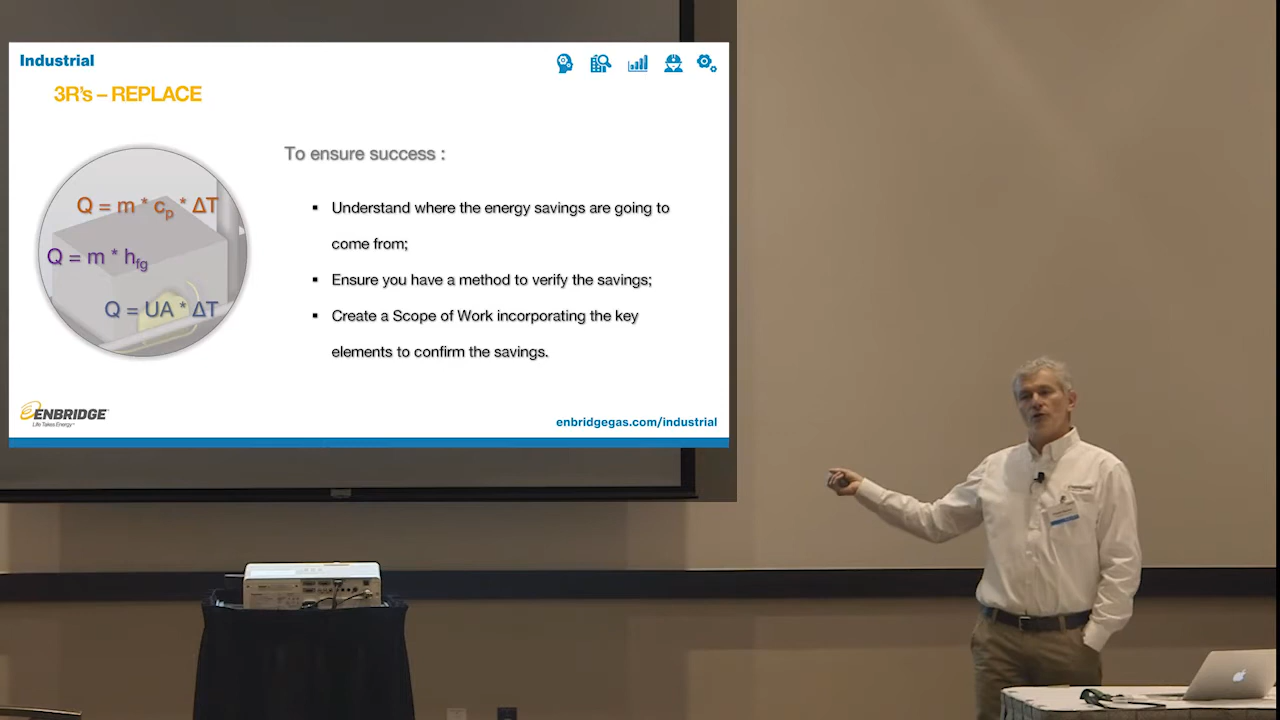 Industrial
3R's – REPLACE
To ensure success :
Q = m * cp * ΔT
Q = m * hfg
Q = UA * ΔT
▪ Understand where the energy savings are going to
come from;
▪ Ensure you have a method to verify the savings;
▪ Create a Scope of Work incorporating the key
elements to confirm the savings.
ENBRIDGE
Life Takes Energy™
enbridgegas.com/industrial